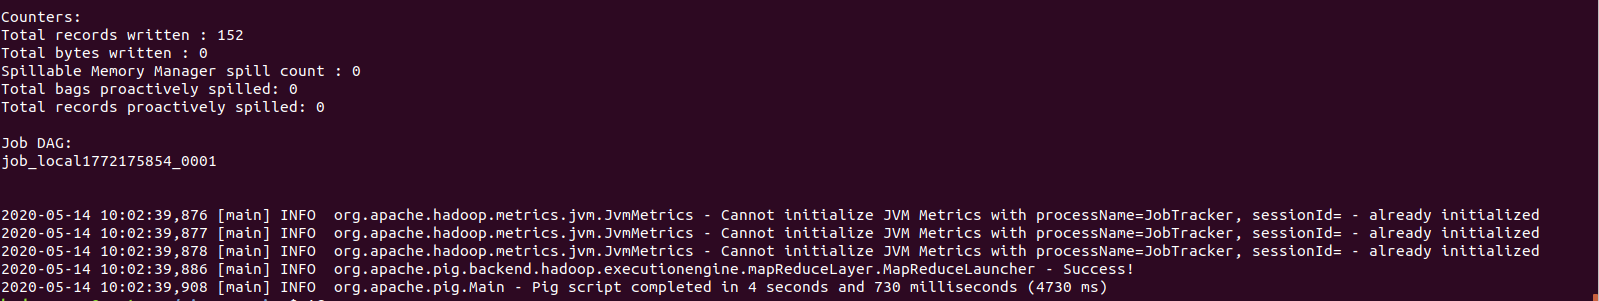 Counters:
Total records written : 152
Total bytes written : 0
Spillable Memory Manager spill count : 0
Total bags proactively spilled: 0
Total records proactively spilled: 0
Job DAG:
job_local1772175854_0001
2020-05-14 10:02:39,876 [main] INFO  org.apache.hadoop.metrics.jvm.JvmMetrics - Cannot initialize JVM Metrics with processName=JobTracker, sessionId= - already initialized
2020-05-14 10:02:39,877 [main] INFO  org.apache.hadoop.metrics.jvm.JvmMetrics - Cannot initialize JVM Metrics with processName=JobTracker, sessionId= - already initialized
2020-05-14 10:02:39,878 [main] INFO  org.apache.hadoop.metrics.jvm.JvmMetrics - Cannot initialize JVM Metrics with processName=JobTracker, sessionId= - already initialized
2020-05-14 10:02:39,886 [main] INFO  org.apache.pig.backend.hadoop.executionengine.mapReduceLayer.MapReduceLauncher - Success!
2020-05-14 10:02:39,908 [main] INFO  org.apache.pig.Main - Pig script completed in 4 seconds and 730 milliseconds (4730 ms)